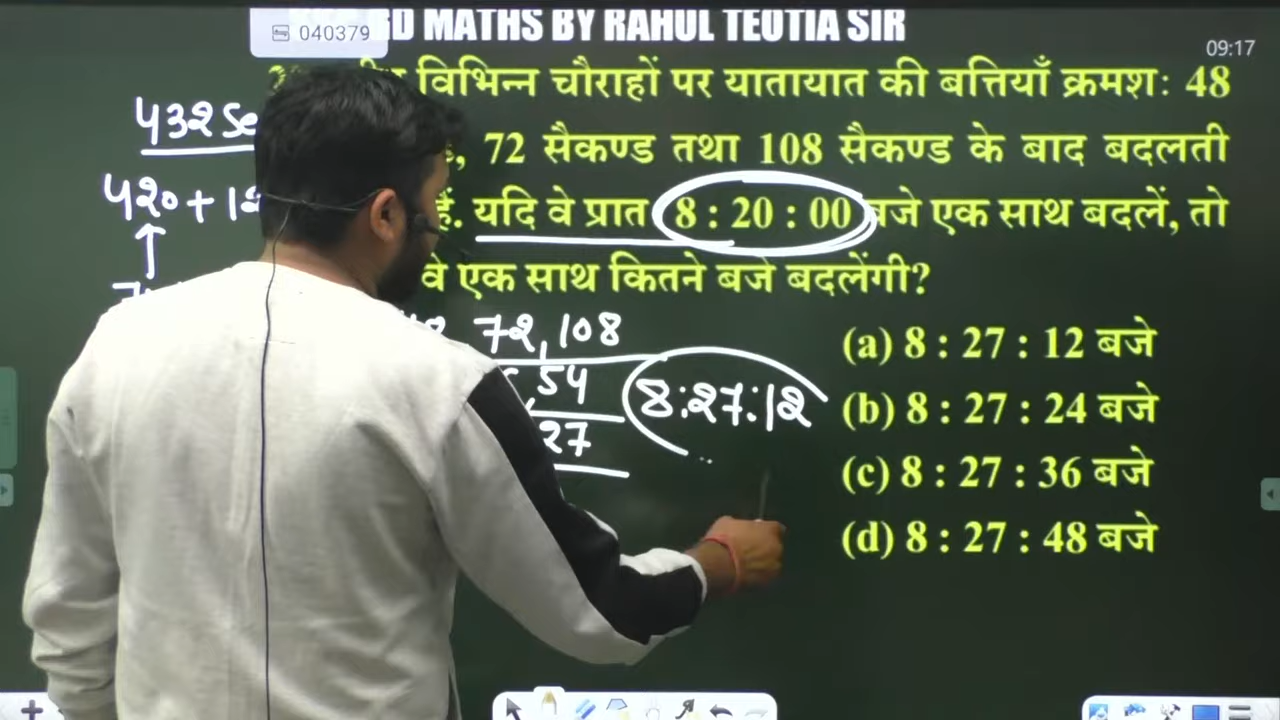 MATHS BY RAHUL TEOTIA SIR
040379
09:17
विभिन्न चौराहों पर यातायात की बत्तियाँ क्रमशः 48
72 सैकण्ड तथा 108 सैकण्ड के बाद बदलती
हैं. यदि वे प्रात 8 : 20 : 00 बजे एक साथ बदलें, तो
वे एक साथ कितने बजे बदलेंगी?
432 Se
420 + 12
72, 108
54
27
8:27:12
(a) 8 : 27 : 12 बजे
(b) 8 : 27 : 24 बजे
(c) 8 : 27 : 36 बजे
(d) 8 : 27 : 48 बजे